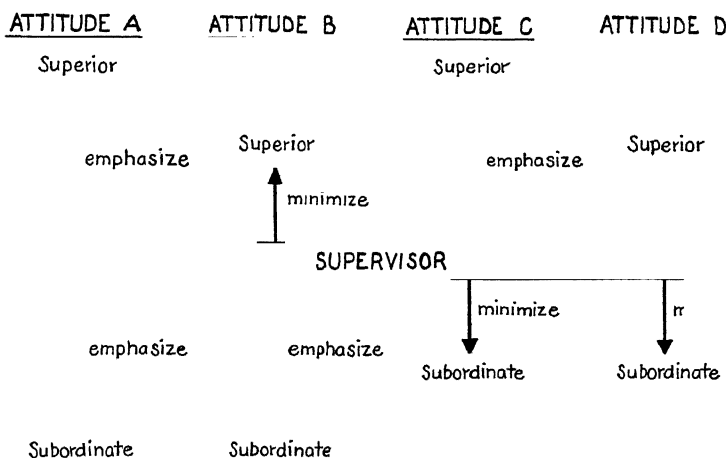 ATTITUDE A ATTITUDE B ATTITUDE C ATTITUDE D
Superior Superior
emphasize Superior emphasize Superior
minimize
SUPERVISOR
minimize
emphasize emphasize
Subordinate Subordinate
Subordinate Subordinate